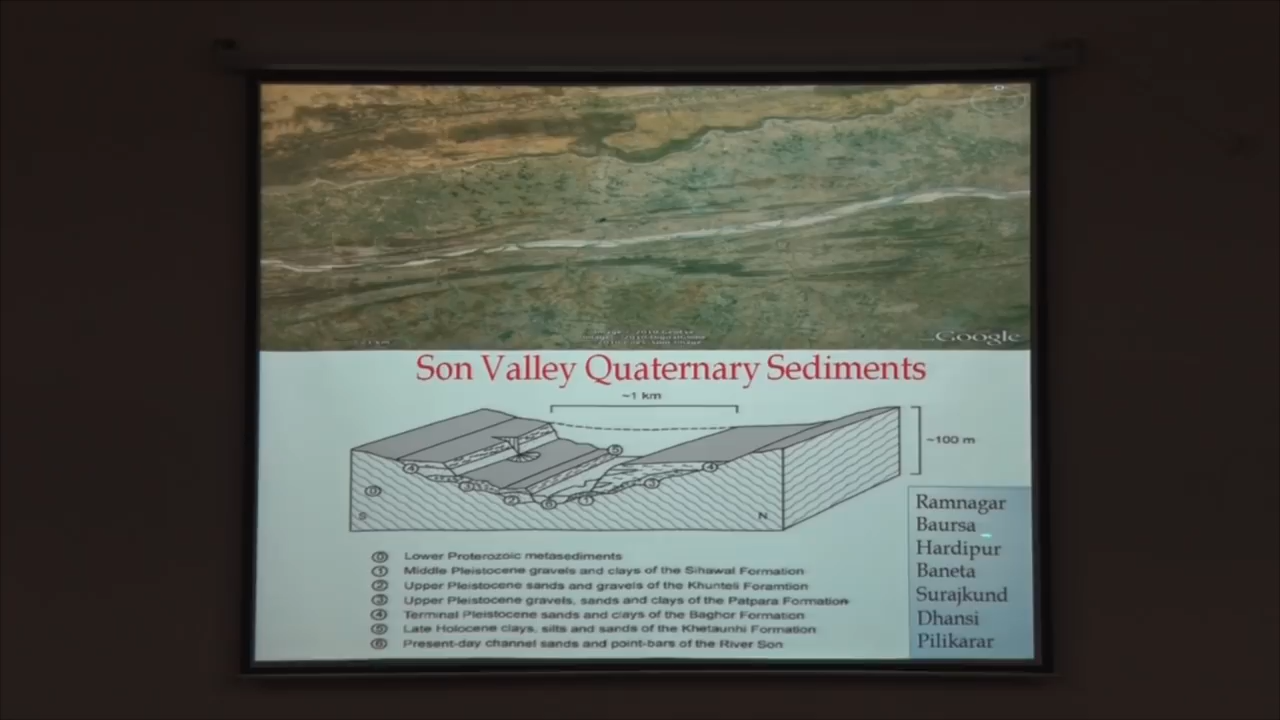 Google
Son Valley Quaternary Sediments
~1 km
~100 m
S
N
0 Lower Proterozoic metasediments
1 Middle Pleistocene gravels and clays of the Sihawal Formation
2 Upper Pleistocene sands and gravels of the Khunteli Foramtion
3 Upper Pleistocene gravels, sands and clays of the Patpara Formation
4 Terminal Pleistocene sands and clays of the Baghor Formation
5 Late Holocene clays, silts and sands of the Khetaunhi Formation
6 Present-day channel sands and point-bars of the River Son
Ramnagar
Baursa
Hardipur
Baneta
Surajkund
Dhansi
Pilikarar